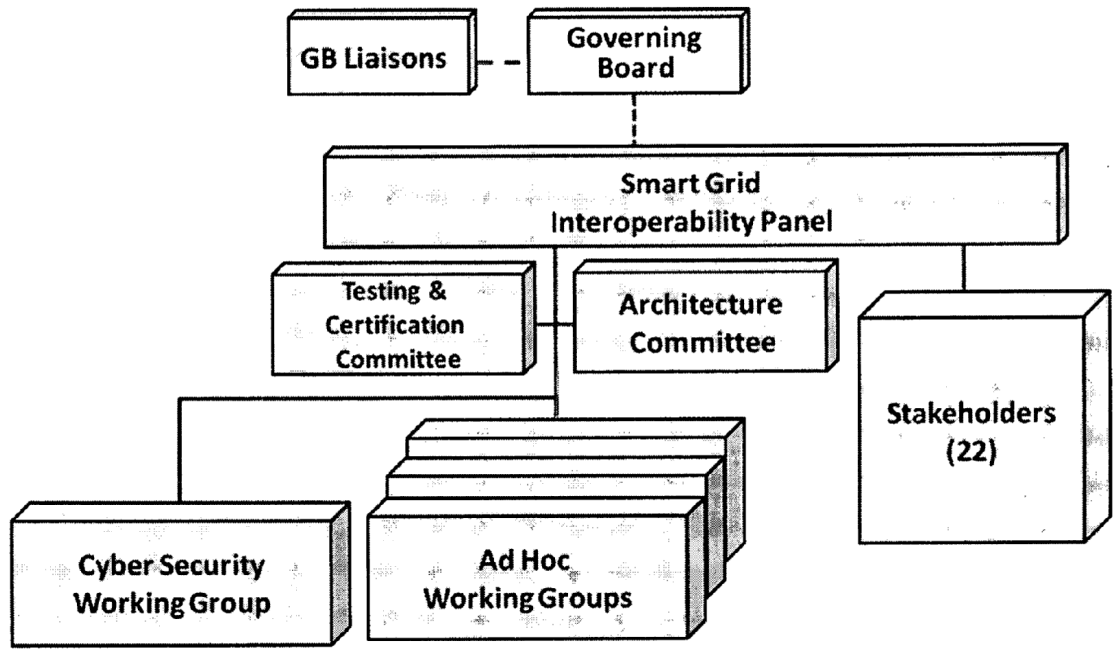 GB Liaisons
Governing
Board
Smart Grid
Interoperability Panel
Testing &
Certification
Committee
Architecture
Committee
Stakeholders
(22)
Cyber Security
Working Group
Ad Hoc
Working Groups